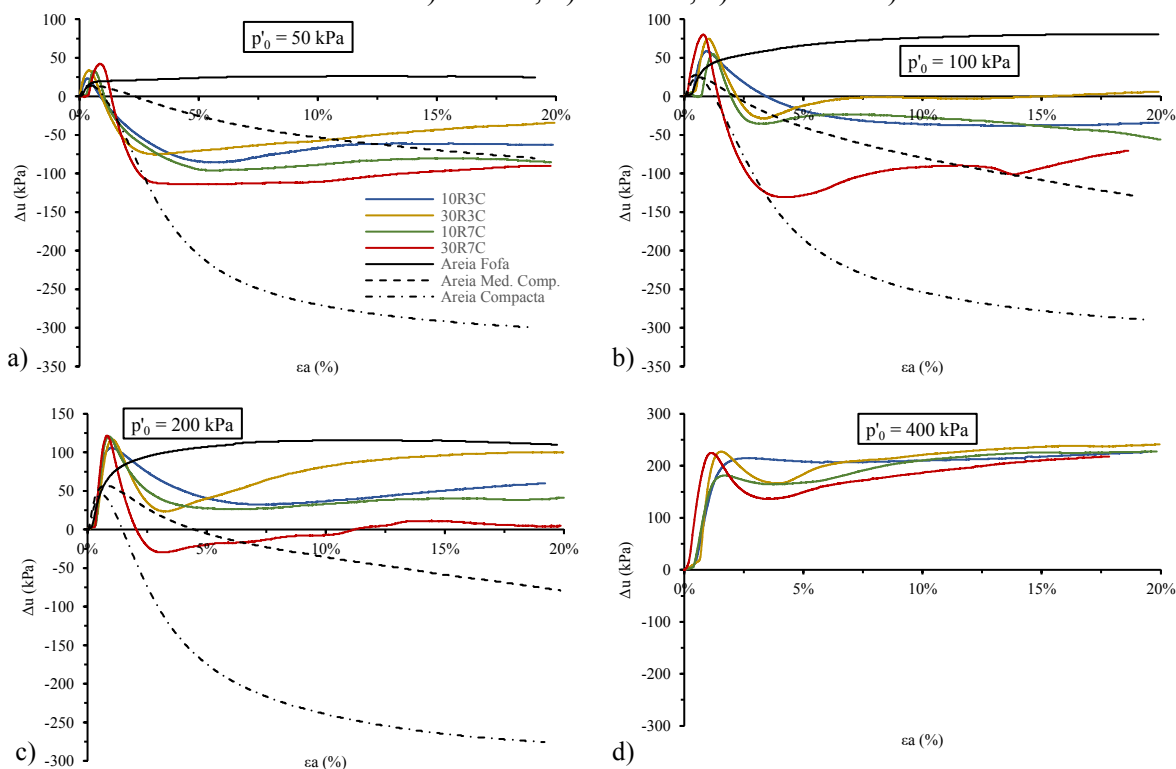 p'₀ = 50 kPa
100
50
0
-50
-100
-150
-200
-250
-300
-350
0% 5% 10% 15% 20%
Δu (kPa)
εa (%)
10R3C
30R3C
10R7C
30R7C
Areia Fofa
Areia Med. Comp.
Areia Compacta
a)
p'₀ = 100 kPa
100
50
0
-50
-100
-150
-200
-250
-300
-350
0% 5% 10% 15% 20%
Δu (kPa)
εa (%)
b)
p'₀ = 200 kPa
150
100
50
0
-50
-100
-150
-200
-250
-300
0% 5% 10% 15% 20%
Δu (kPa)
εa (%)
c)
p'₀ = 400 kPa
300
200
100
0
-100
-200
-300
0% 5% 10% 15% 20%
Δu (kPa)
εa (%)
d)